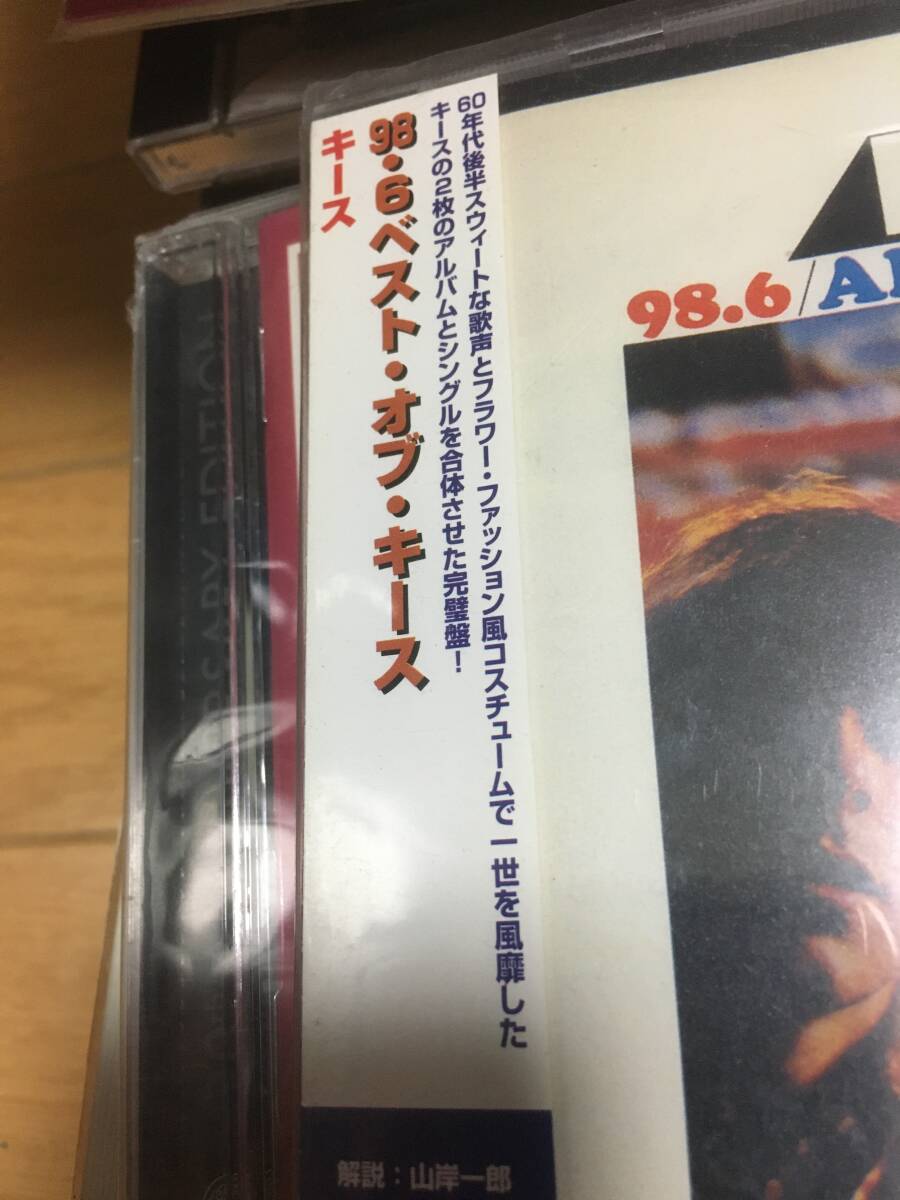 60年代後半スウィートな歌声とフラワー・ファッション風コスチュームで一世を風靡した
キースの2枚のアルバムとシングルを合体させた完璧盤!
98・6ベスト・オブ・キース
キース
解説:山岸一郎
98.6/
EDITION